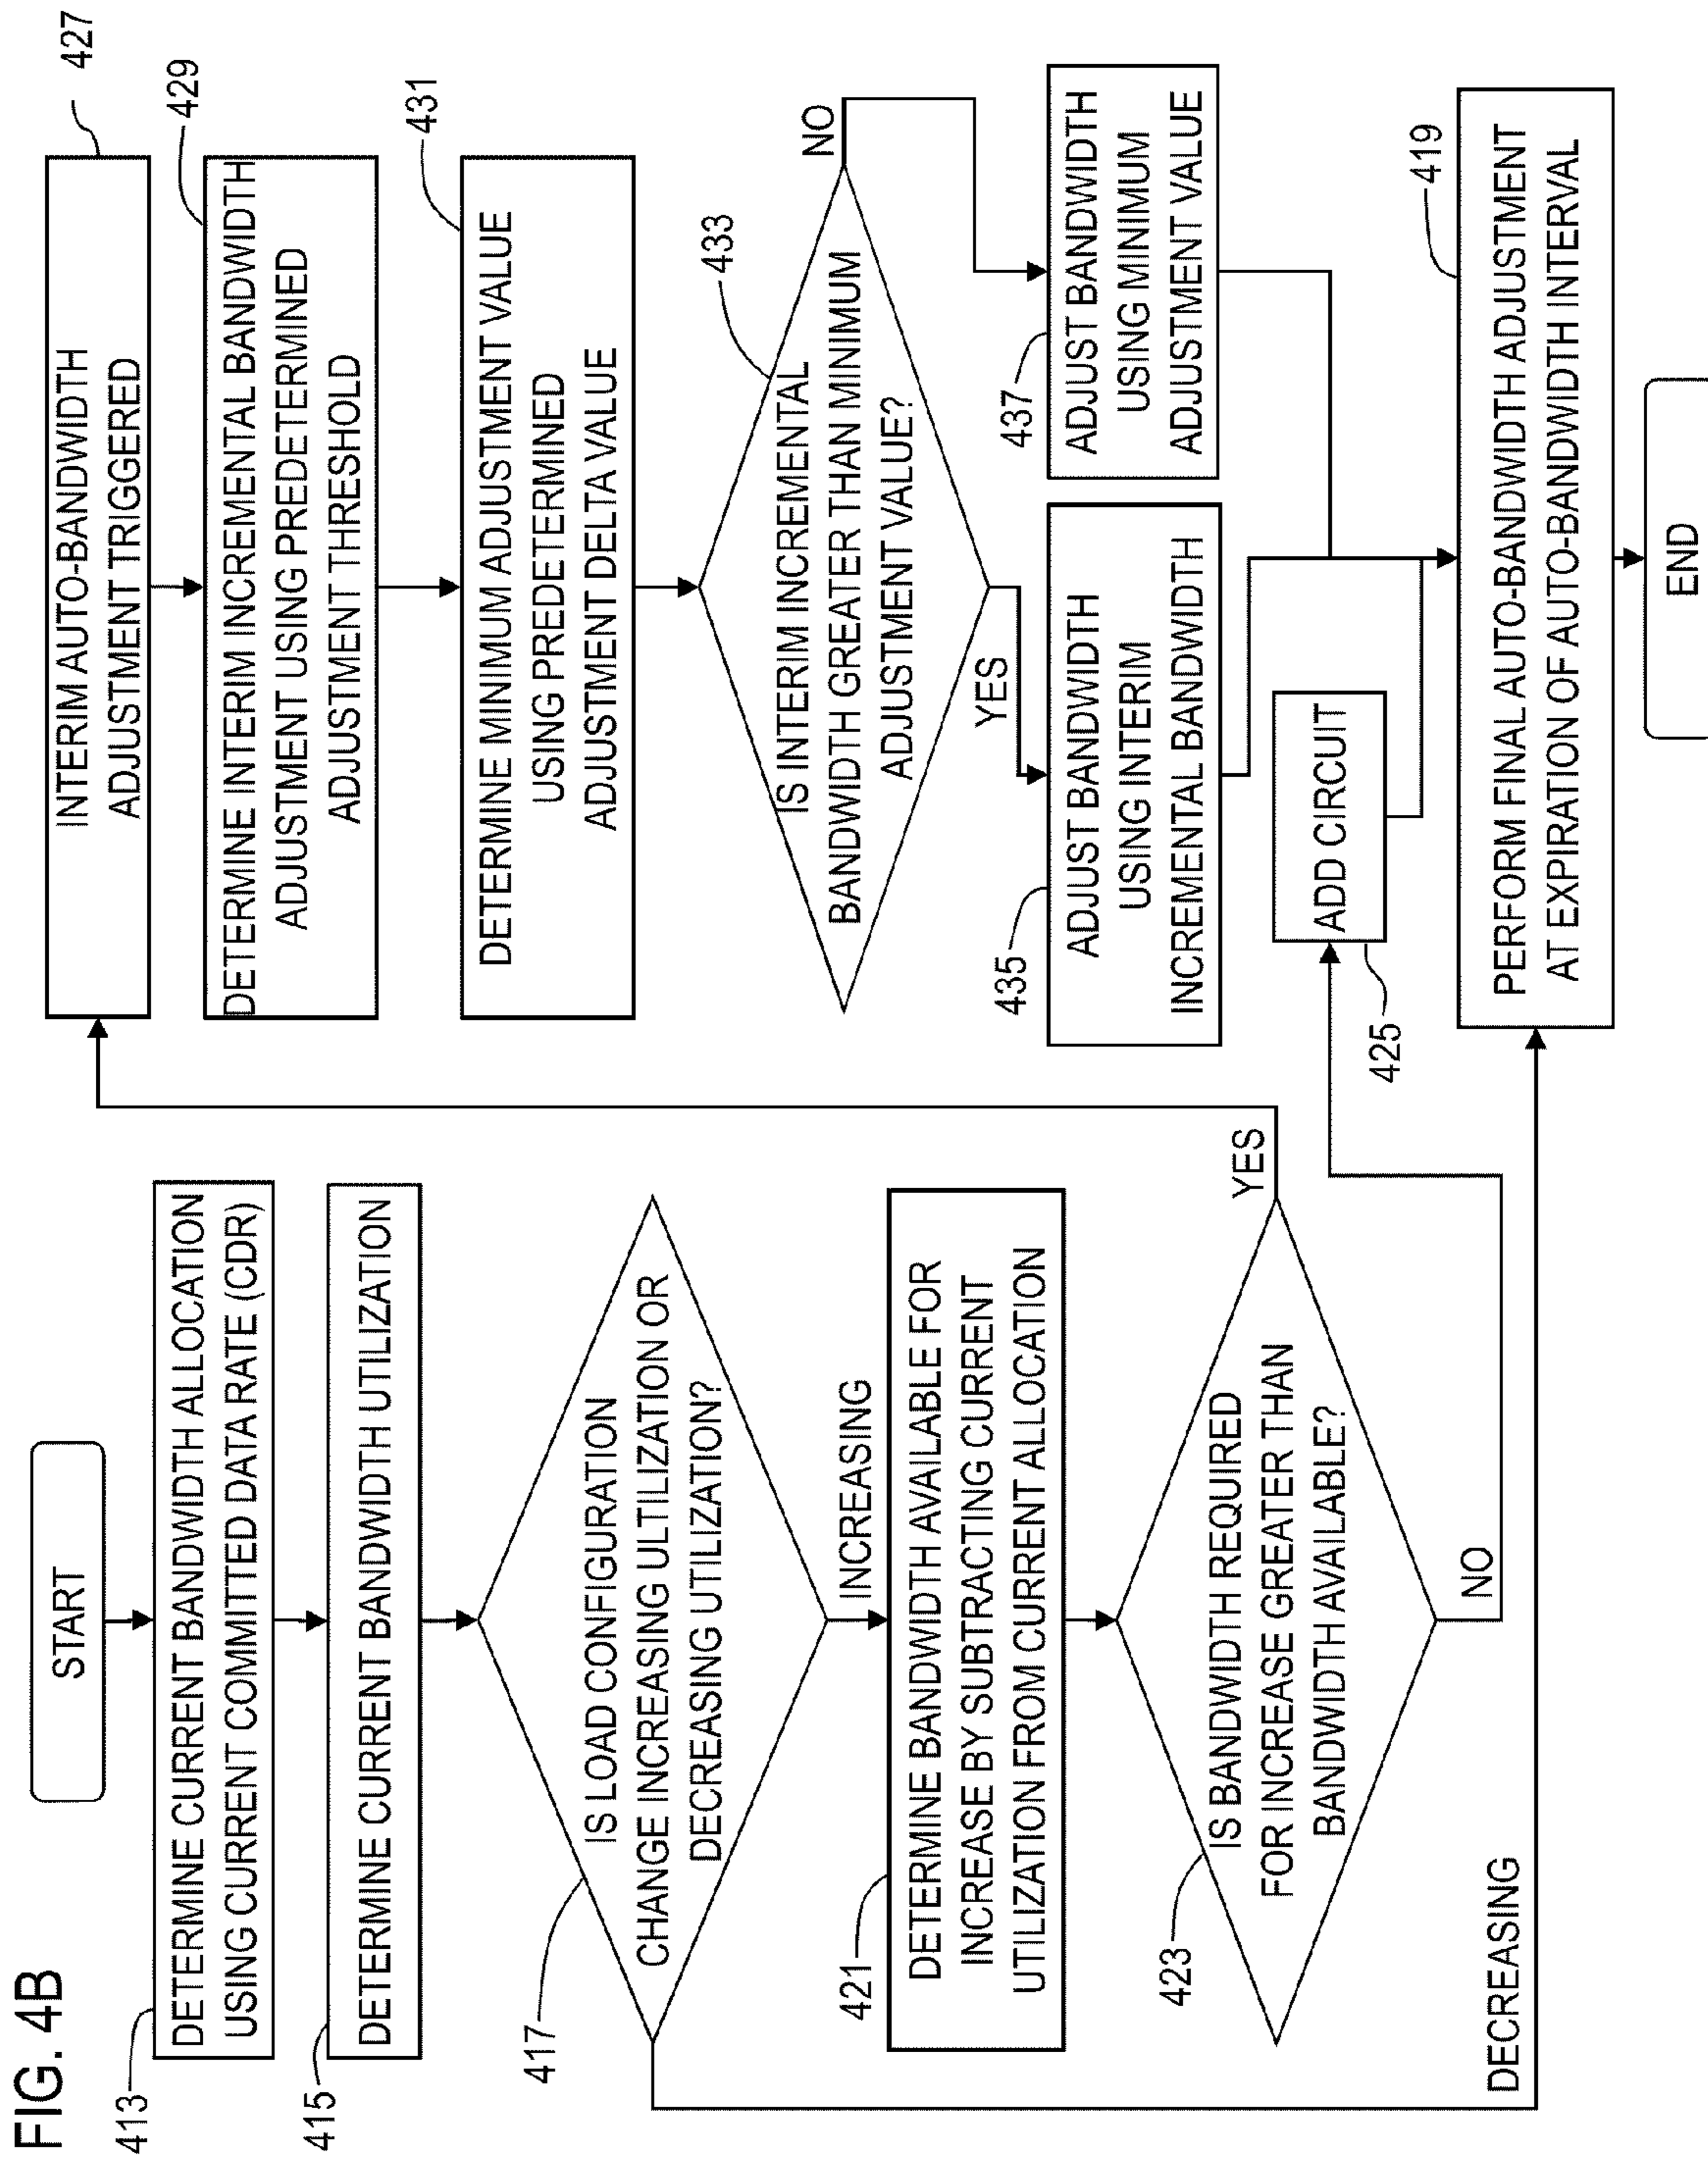 FIG. 4B
START
413
DETERMINE CURRENT BANDWIDTH ALLOCATION
USING CURRENT COMMITTED DATA RATE (CDR)
415
DETERMINE CURRENT BANDWIDTH UTILIZATION
417
IS LOAD CONFIGURATION
CHANGE INCREASING ULTILIZATION OR
DECREASING UTILIZATION?
INCREASING
421
DETERMINE BANDWIDTH AVAILABLE FOR
INCREASE BY SUBTRACTING CURRENT
UTILIZATION FROM CURRENT ALLOCATION
423
IS BANDWIDTH REQUIRED
FOR INCREASE GREATER THAN
BANDWIDTH AVAILABLE?
YES
NO
DECREASING
427
INTERIM AUTO-BANDWIDTH
ADJUSTMENT TRIGGERED
429
DETERMINE INTERIM INCREMENTAL BANDWIDTH
ADJUSTMENT USING PREDETERMINED
ADJUSTMENT THRESHOLD
431
DETERMINE MINIMUM ADJUSTMENT VALUE
USING PREDETERMINED
ADJUSTMENT DELTA VALUE
433
IS INTERIM INCREMENTAL
BANDWIDTH GREATER THAN MINIMUM
ADJUSTMENT VALUE?
NO
YES
435
ADJUST BANDWIDTH
USING INTERIM
INCREMENTAL BANDWIDTH
437
ADJUST BANDWIDTH
USING MINIMUM
ADJUSTMENT VALUE
ADD CIRCUIT
425
419
PERFORM FINAL AUTO-BANDWIDTH ADJUSTMENT
AT EXPIRATION OF AUTO-BANDWIDTH INTERVAL
END